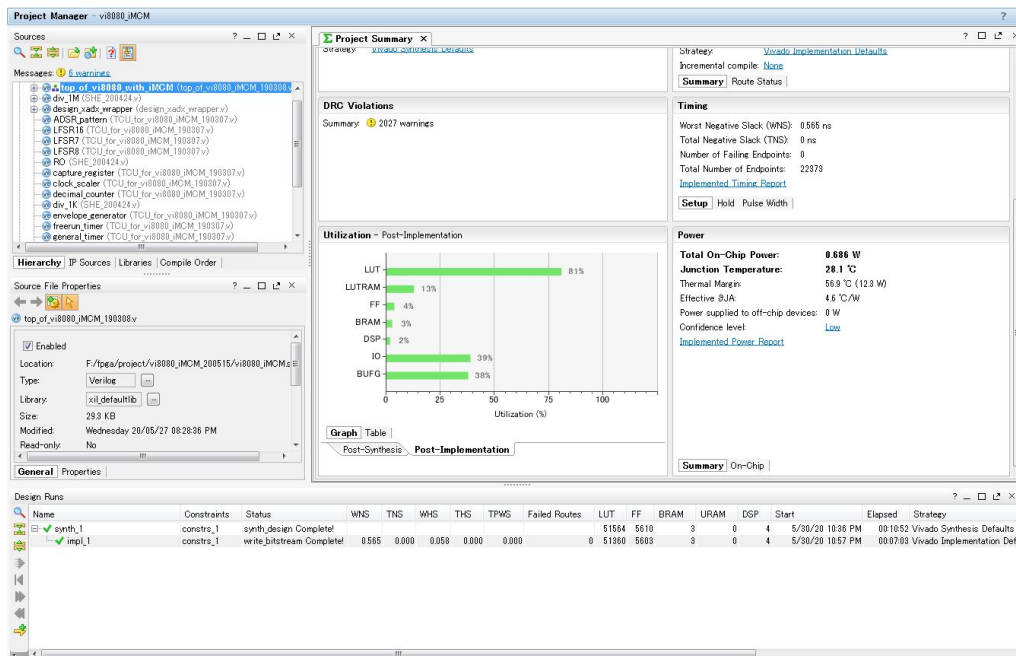 Project Manager - vi8080_iMCM
?
Sources
? _ □ ×
Messages: 6 warnings
top_of_vi8080_with_iMCM (top_of_vi8080_iMCM_190308.v
div_1M (SHE_200424.v)
design_xadx_wrapper (design_xadx_wrapper.v)
ADSR_pattern (TCU_for_vi8080_iMCM_190307.v)
LFSR16 (TCU_for_vi8080_iMCM_190307.v)
LFSR7 (TCU_for_vi8080_iMCM_190307.v)
LFSR8 (TCU_for_vi8080_iMCM_190307.v)
RO (SHE_200424.v)
capture_register (TCU_for_vi8080_iMCM_190307.v)
clock_scaler (TCU_for_vi8080_iMCM_190307.v)
decimal_counter (TCU_for_vi8080_iMCM_190307.v)
div_1K (SHE_200424.v)
envelope_generator (TCU_for_vi8080_iMCM_190307.v)
freerun_timer (TCU_for_vi8080_iMCM_190307.v)
general_timer (TCU_for_vi8080_iMCM_190307.v)
Hierarchy IP Sources Libraries Compile Order
Source File Properties
? _ □ ×
top_of_vi8080_iMCM_190308.v
Enabled
Location: F:/fpga/project/vi8080_iMCM_200515/vi8080_iMCM.s
Type: Verilog ...
Library: xil_defaultlib ...
Size: 29.3 KB
Modified: Wednesday 20/05/27 08:28:36 PM
Read-only: No
General Properties
Σ Project Summary ×
? □ ×
Strategy: Vivado Synthesis Defaults
Strategy: Vivado Implementation Defaults
Incremental compile: None
Summary Route Status
DRC Violations
Summary: 2027 warnings
Timing
Worst Negative Slack (WNS): 0.565 ns
Total Negative Slack (TNS): 0 ns
Number of Failing Endpoints: 0
Total Number of Endpoints: 22373
Implemented Timing Report
Setup Hold Pulse Width
Utilization - Post-Implementation
LUT 81%
LUTRAM 13%
FF 4%
BRAM 3%
DSP 2%
IO 39%
BUFG 38%
0 25 50 75 100
Utilization (%)
Graph Table
Post-Synthesis Post-Implementation
Power
Total On-Chip Power: 0.686 W
Junction Temperature: 28.1 °C
Thermal Margin: 56.9 °C (12.3 W)
Effective ϑJA: 4.6 °C/W
Power supplied to off-chip devices: 0 W
Confidence level: Low
Implemented Power Report
Summary On-Chip
Design Runs
? _ □ ×
Name Constraints Status WNS TNS WHS THS TPWS Failed Routes LUT FF BRAM URAM DSP Start Elapsed Strategy
synth_1 constrs_1 synth_design Complete! 51564 5610 3 0 4 5/30/20 10:36 PM 00:10:52 Vivado Synthesis Defaults
impl_1 constrs_1 write_bitstream Complete! 0.565 0.000 0.058 0.000 0.000 0 51360 5603 3 0 4 5/30/20 10:57 PM 00:07:03 Vivado Implementation Def